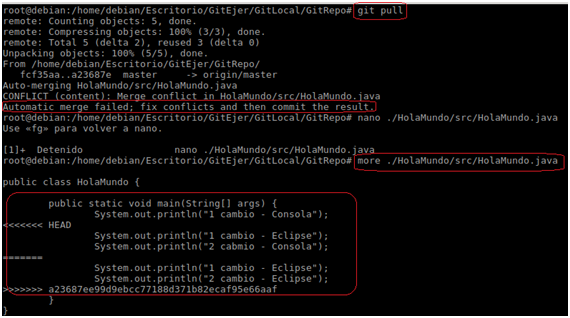 root@debian:/home/debian/Escritorio/GitEjer/GitLocal/GitRepo# git pull
remote: Counting objects: 5, done.
remote: Compressing objects: 100% (3/3), done.
remote: Total 5 (delta 2), reused 3 (delta 0)
Unpacking objects: 100% (5/5), done.
From /home/debian/Escritorio/GitEjer/GitRepo/
   fcf35aa..a23687e  master     -> origin/master
Auto-merging HolaMundo/src/HolaMundo.java
CONFLICT (content): Merge conflict in HolaMundo/src/HolaMundo.java
Automatic merge failed; fix conflicts and then commit the result.
root@debian:/home/debian/Escritorio/GitEjer/GitLocal/GitRepo# nano ./HolaMundo/src/HolaMundo.java
Use «fg» para volver a nano.

[1]+  Detenido                nano ./HolaMundo/src/HolaMundo.java
root@debian:/home/debian/Escritorio/GitEjer/GitLocal/GitRepo# more ./HolaMundo/src/HolaMundo.java

public class HolaMundo {

        public static void main(String[] args) {
                System.out.println("1 cambio - Consola");
<<<<<<< HEAD
                System.out.println("1 cambio - Eclipse");
                System.out.println("2 cabmio - Consola");
=======
                System.out.println("1 cambio - Eclipse");
                System.out.println("2 cambio - Eclipse");
>>>>>>> a23687ee99d9ebcc77188d371b82ecaf95e66aaf
        }
}